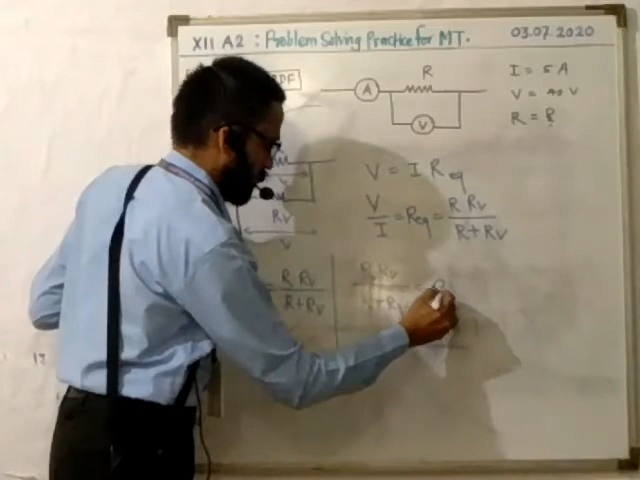 XII A2 : Problem Solving Practice for MT. 03.07.2020
PDF
A
R
V
I = 5 A
V = 40 V
R = ?
V = I Req
V/I = Req = R RV / R + RV
RV
V
= R RV / R + RV
R RV / R + RV =